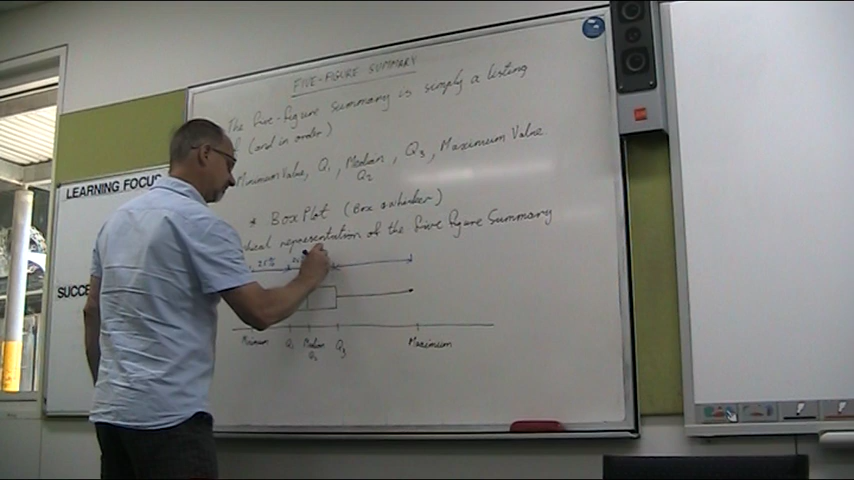 FIVE-FIGURE SUMMARY
The five-figure summary is simply a listing
(and in order)
Minimum Value, Q1, Median, Q3, Maximum Value
Q2
* Box Plot (Box & whisker)
representation of the five figure Summary
25%
Minimum Q1 Median Q3 Maximum
Q2
LEARNING FOCUS
SUCCE